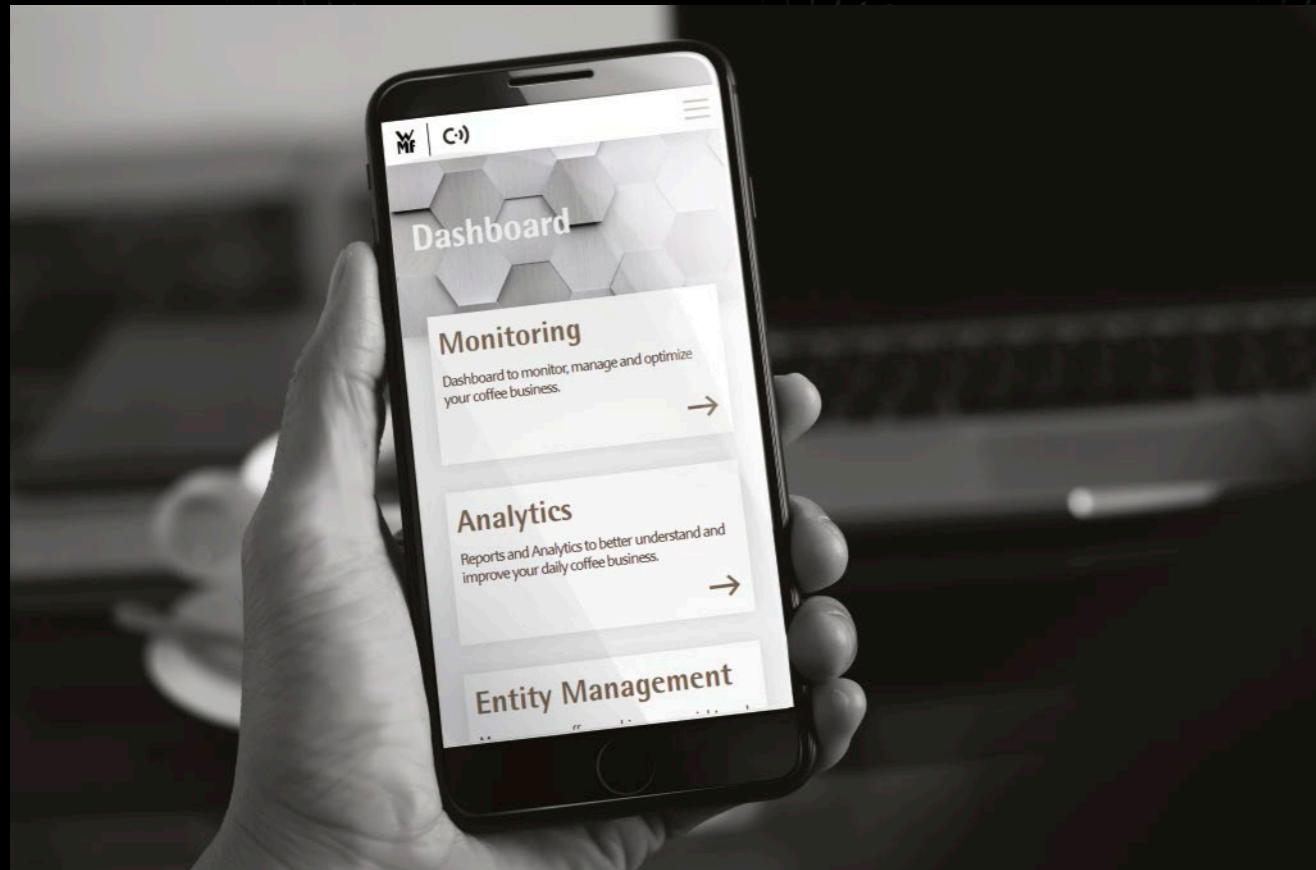 WMF
Dashboard
Monitoring
Dashboard to monitor, manage and optimize
your coffee business.
Analytics
Reports and Analytics to better understand and
improve your daily coffee business.
Entity Management